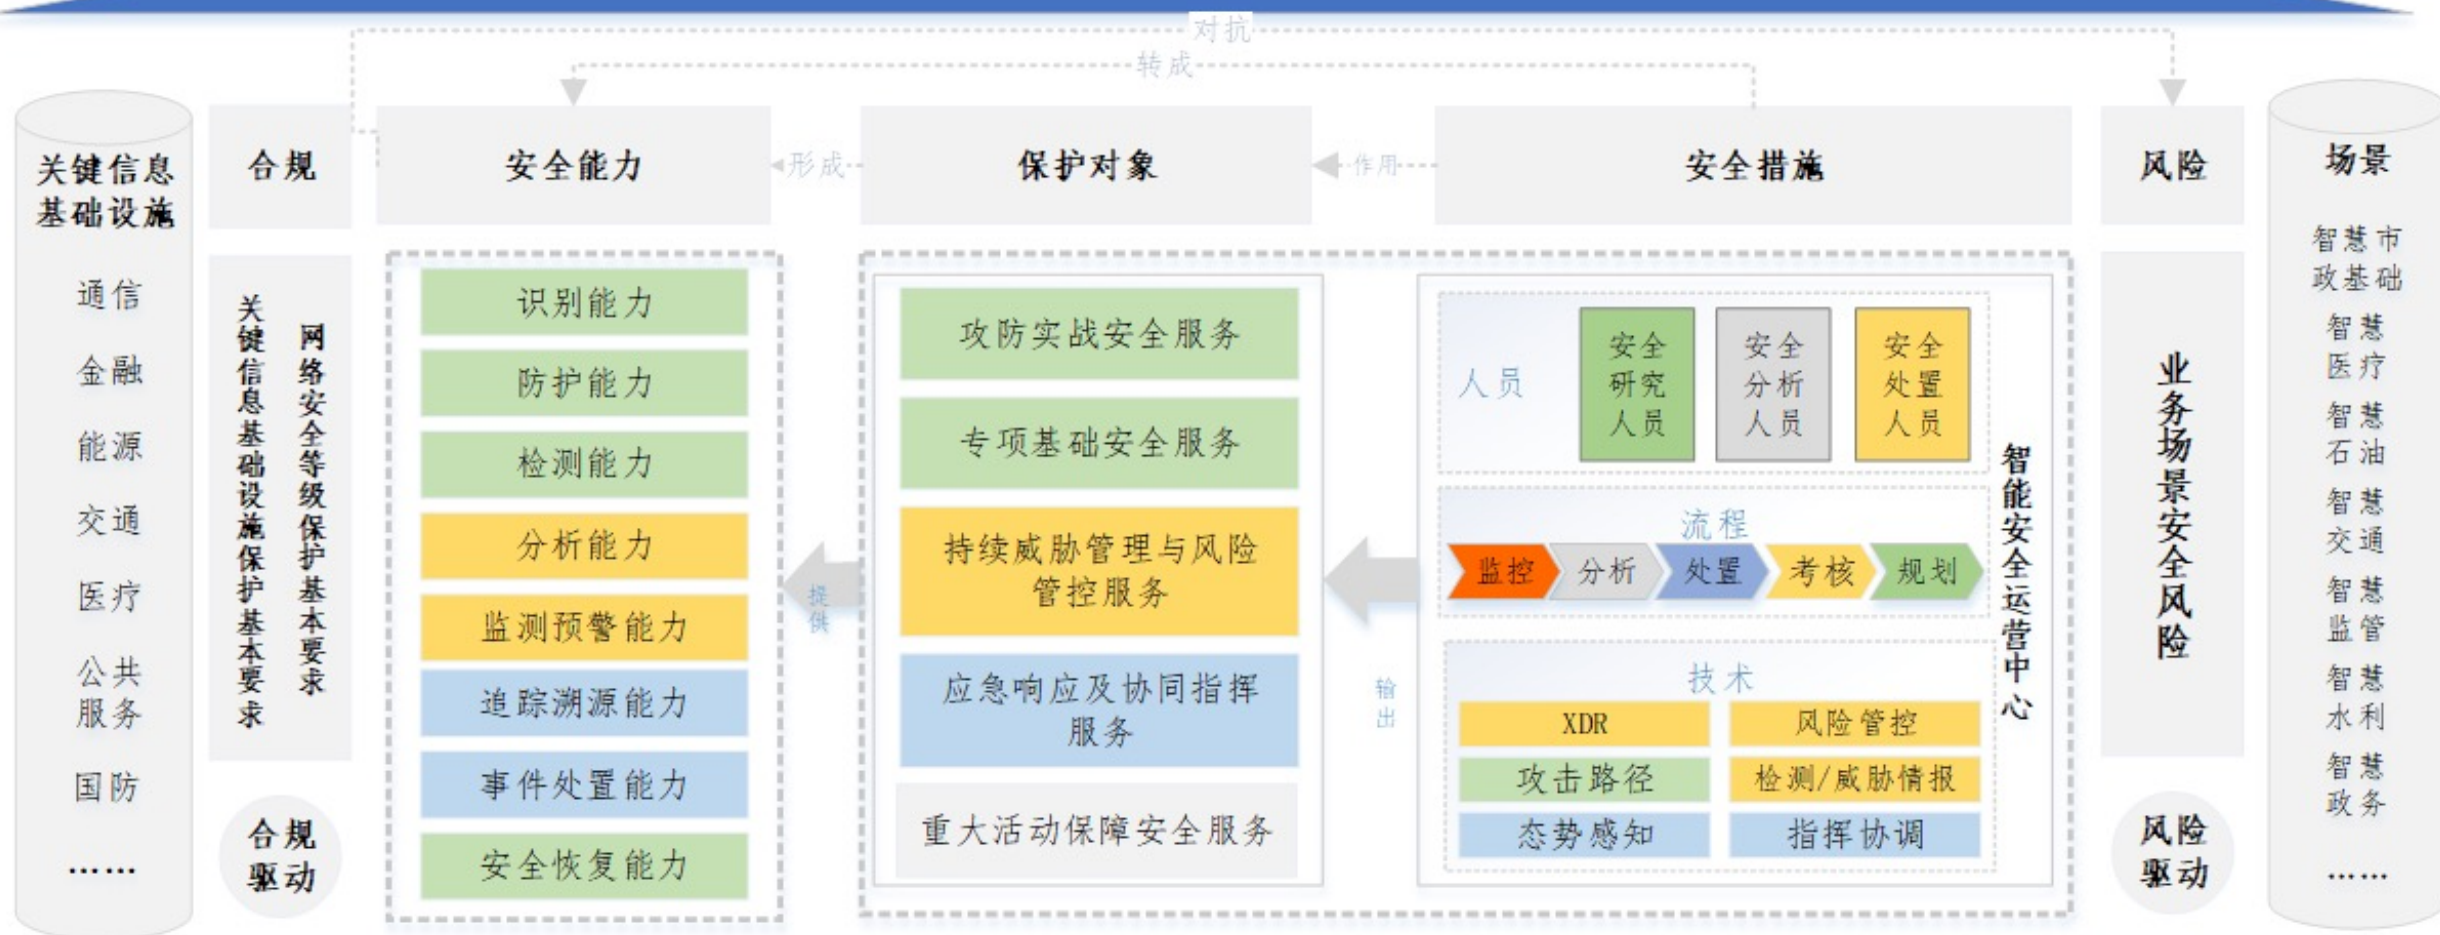 对抗
转成
关键信息
基础设施
通信
金融
能源
交通
医疗
公共
服务
国防
……
合规
关键信息基础设施保护基本要求
网络安全等级保护基本要求
合规
驱动
安全能力
识别能力
防护能力
检测能力
分析能力
监测预警能力
追踪溯源能力
事件处置能力
安全恢复能力
形成
提供
保护对象
攻防实战安全服务
专项基础安全服务
持续威胁管理与风险
管控服务
应急响应及协同指挥
服务
重大活动保障安全服务
作用
输出
安全措施
人员
安全
研究
人员
安全
分析
人员
安全
处置
人员
流程
监控
分析
处置
考核
规划
技术
XDR
风险管控
攻击路径
检测/威胁情报
态势感知
指挥协调
智能安全运营中心
风险
业务场景安全风险
风险
驱动
场景
智慧市
政基础
智慧
医疗
智慧
石油
智慧
交通
智慧
监管
智慧
水利
智慧
政务
……